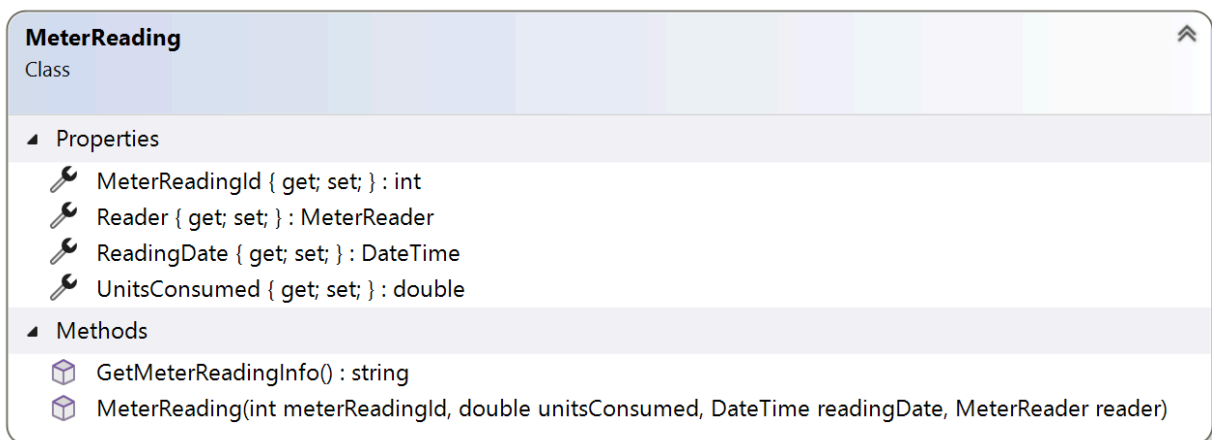 MeterReading
Class
Properties
MeterReadingId { get; set; } : int
Reader { get; set; } : MeterReader
ReadingDate { get; set; } : DateTime
UnitsConsumed { get; set; } : double
Methods
GetMeterReadingInfo() : string
MeterReading(int meterReadingId, double unitsConsumed, DateTime readingDate, MeterReader reader)